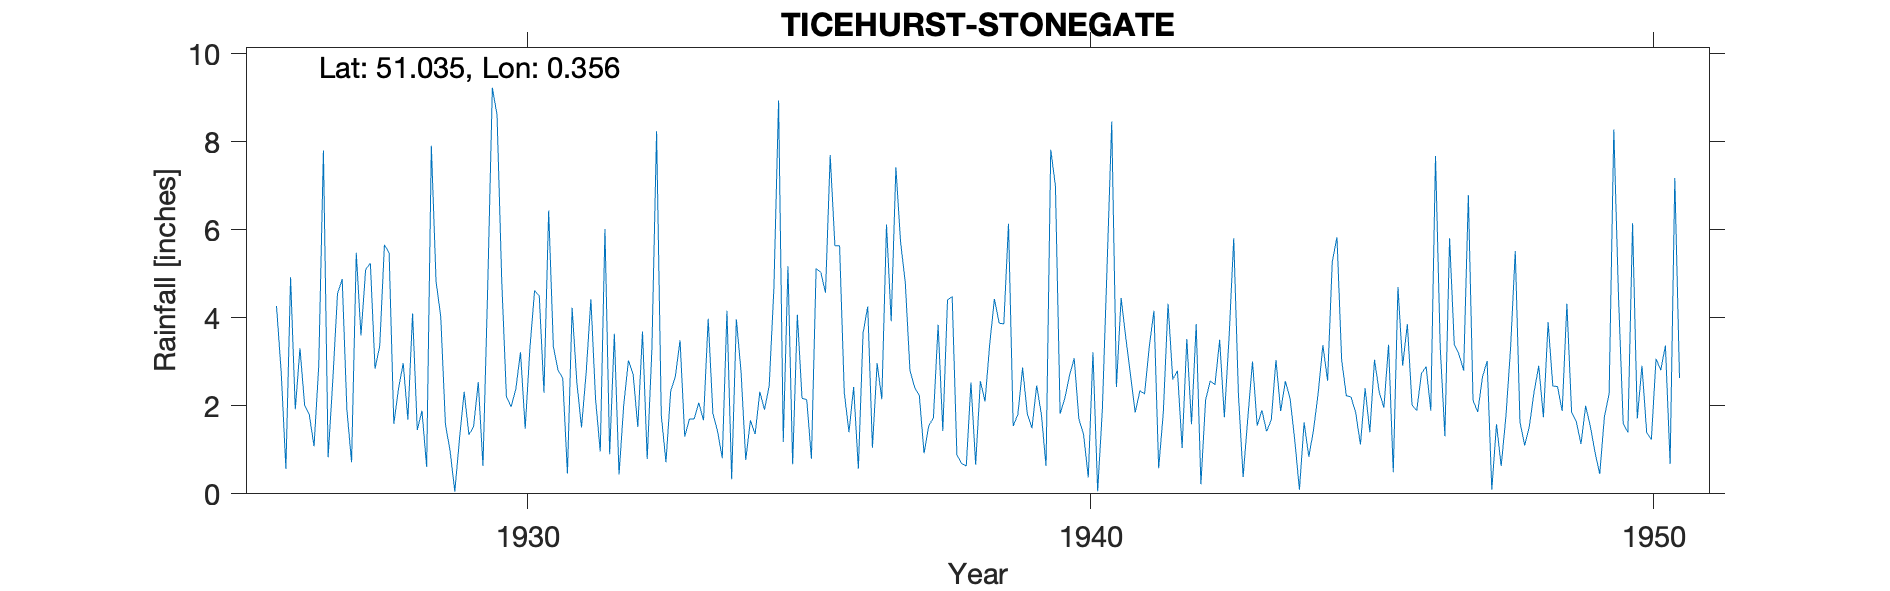 TICEHURST-STONEGATE
Lat: 51.035, Lon: 0.356
10
8
6
4
2
0
Rainfall [inches]
1930 1940 1950
Year